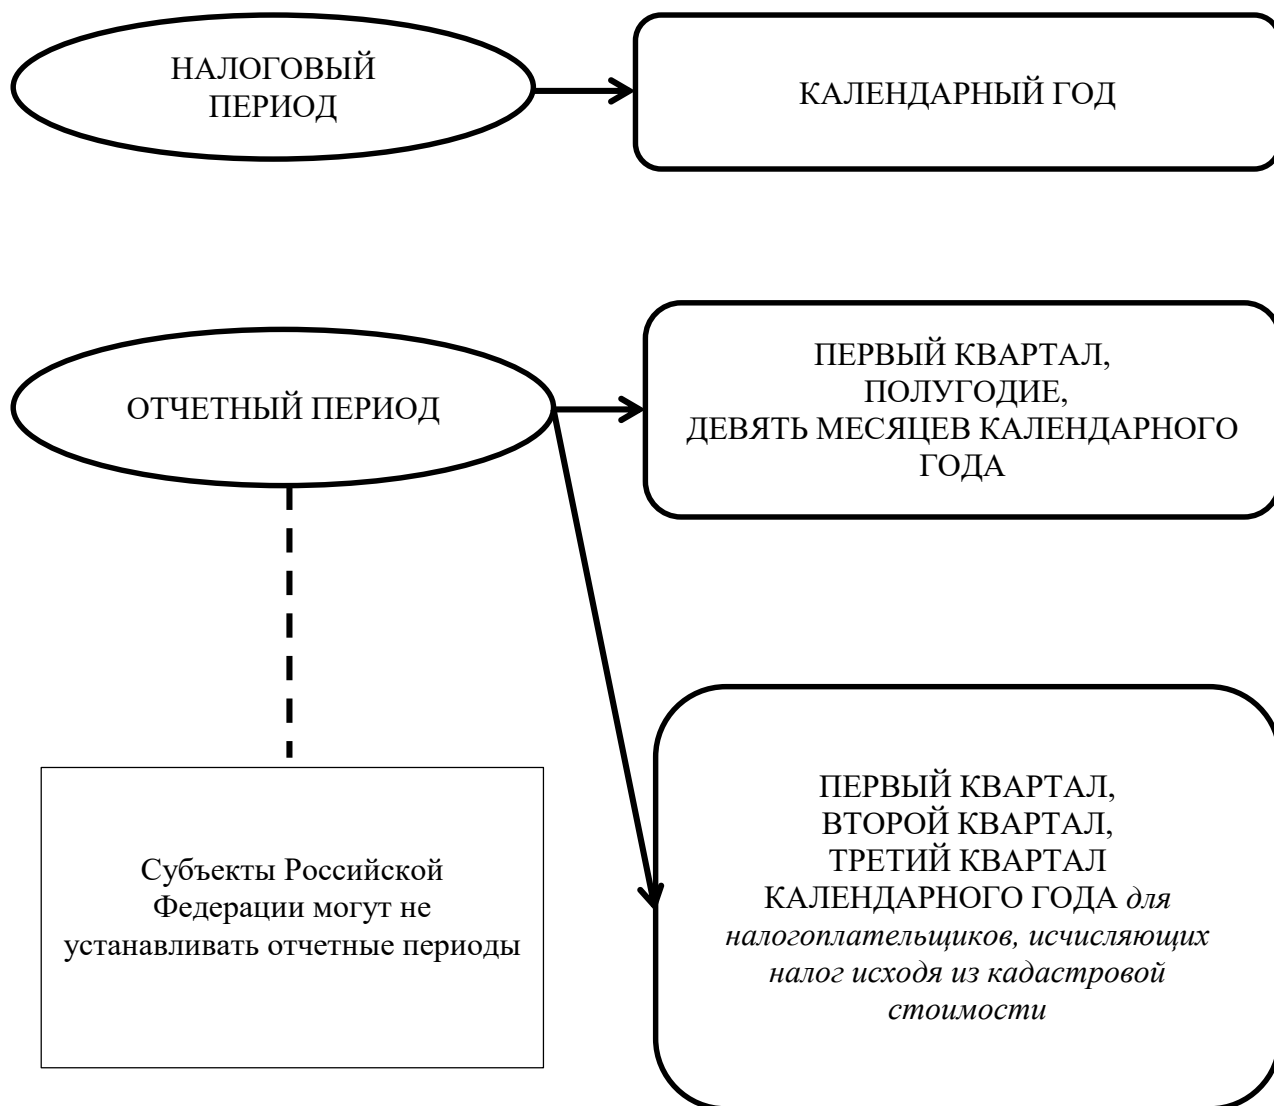 НАЛОГОВЫЙ
ПЕРИОД
КАЛЕНДАРНЫЙ ГОД
ОТЧЕТНЫЙ ПЕРИОД
ПЕРВЫЙ КВАРТАЛ,
ПОЛУГОДИЕ,
ДЕВЯТЬ МЕСЯЦЕВ КАЛЕНДАРНОГО
ГОДА
Субъекты Российской
Федерации могут не
устанавливать отчетные периоды
ПЕРВЫЙ КВАРТАЛ,
ВТОРОЙ КВАРТАЛ,
ТРЕТИЙ КВАРТАЛ
КАЛЕНДАРНОГО ГОДА для
налогоплательщиков, исчисляющих
налог исходя из кадастровой
стоимости